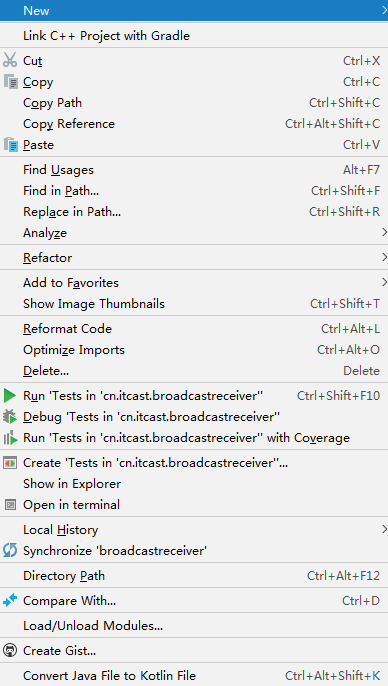 New
Link C++ Project with Gradle
Cut Ctrl+X
Copy Ctrl+C
Copy Path Ctrl+Shift+C
Copy Reference Ctrl+Alt+Shift+C
Paste Ctrl+V
Find Usages Alt+F7
Find in Path... Ctrl+Shift+F
Replace in Path... Ctrl+Shift+R
Analyze
Refactor
Add to Favorites
Show Image Thumbnails Ctrl+Shift+T
Reformat Code Ctrl+Alt+L
Optimize Imports Ctrl+Alt+O
Delete... Delete
Run 'Tests in 'cn.itcast.broadcastreceiver'' Ctrl+Shift+F10
Debug 'Tests in 'cn.itcast.broadcastreceiver''
Run 'Tests in 'cn.itcast.broadcastreceiver'' with Coverage
Create 'Tests in 'cn.itcast.broadcastreceiver''...
Show in Explorer
Open in terminal
Local History
Synchronize 'broadcastreceiver'
Directory Path Ctrl+Alt+F12
Compare With... Ctrl+D
Load/Unload Modules...
Create Gist...
Convert Java File to Kotlin File Ctrl+Alt+Shift+K